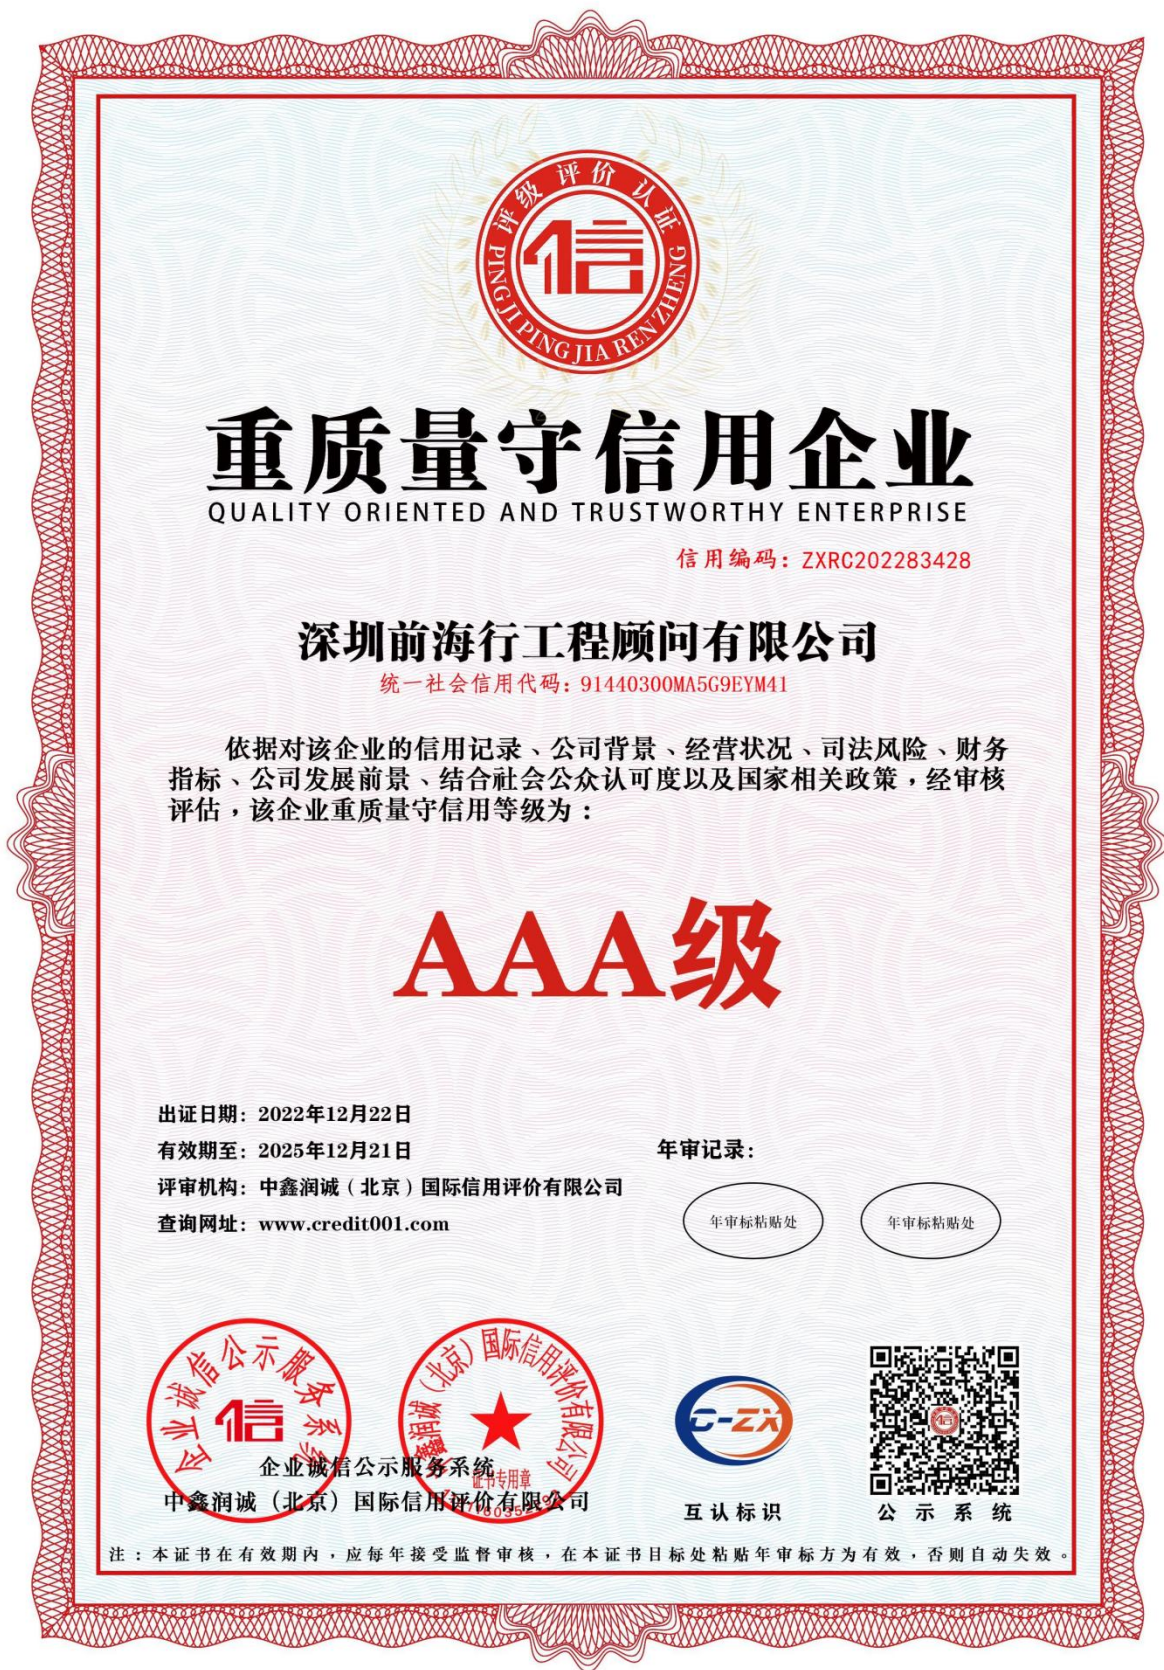 评级 评价 认证
信
PING JI PING JIA REN ZHENG
重质量守信用企业
QUALITY ORIENTED AND TRUSTWORTHY ENTERPRISE
信用编码：ZXRC202283428
深圳前海行工程顾问有限公司
统一社会信用代码：91440300MA5G9EYM41
依据对该企业的信用记录、公司背景、经营状况、司法风险、财务
指标、公司发展前景、结合社会公众认可度以及国家相关政策，经审核
评估，该企业重质量守信用等级为：
AAA级
出证日期：2022年12月22日
有效期至：2025年12月21日
评审机构：中鑫润诚（北京）国际信用评价有限公司
查询网址：www.credit001.com
年审记录：
年审标粘贴处
年审标粘贴处
企业诚信公示服务系统
信
中鑫润诚（北京）国际信用评价有限公司
证书专用章
企业诚信公示服务系统
中鑫润诚（北京）国际信用评价有限公司
C-ZX
互认标识
信
公示系统
注：本证书在有效期内，应每年接受监督审核，在本证书目标处粘贴年审标方为有效，否则自动失效。